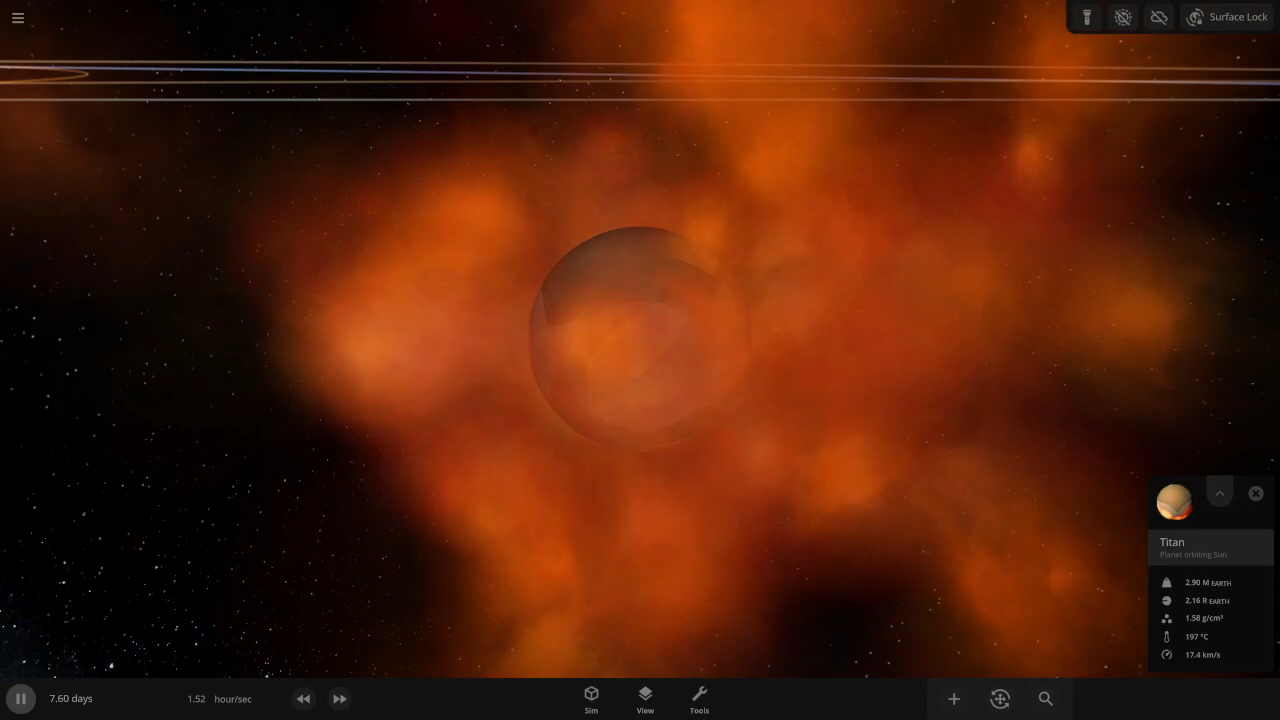 Surface Lock
Titan
Planet orbiting Sun
2.90 M EARTH
2.16 R EARTH
1.58 g/cm³
197 °C
17.4 km/s
7.60 days
1.52 hour/sec
Sim
View
Tools